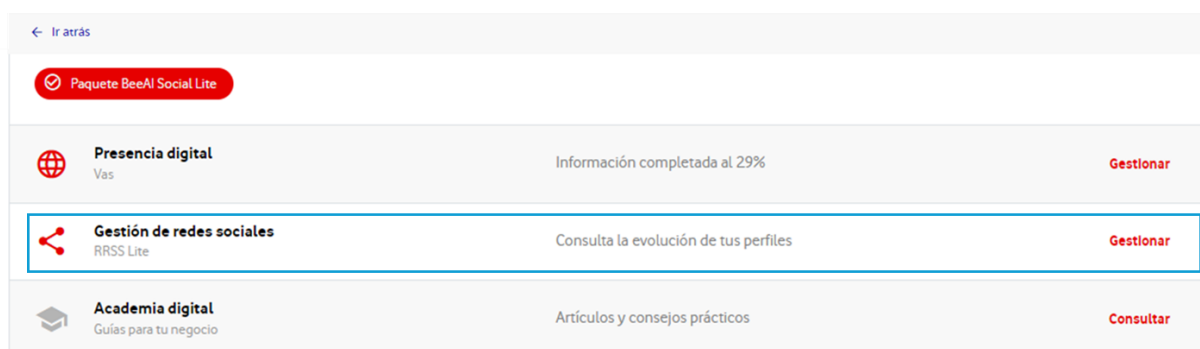 ← Ir atrás
Paquete BeeAI Social Lite
Presencia digital
Vas
Información completada al 29%
Gestionar
Gestión de redes sociales
RRSS Lite
Consulta la evolución de tus perfiles
Gestionar
Academia digital
Guías para tu negocio
Artículos y consejos prácticos
Consultar